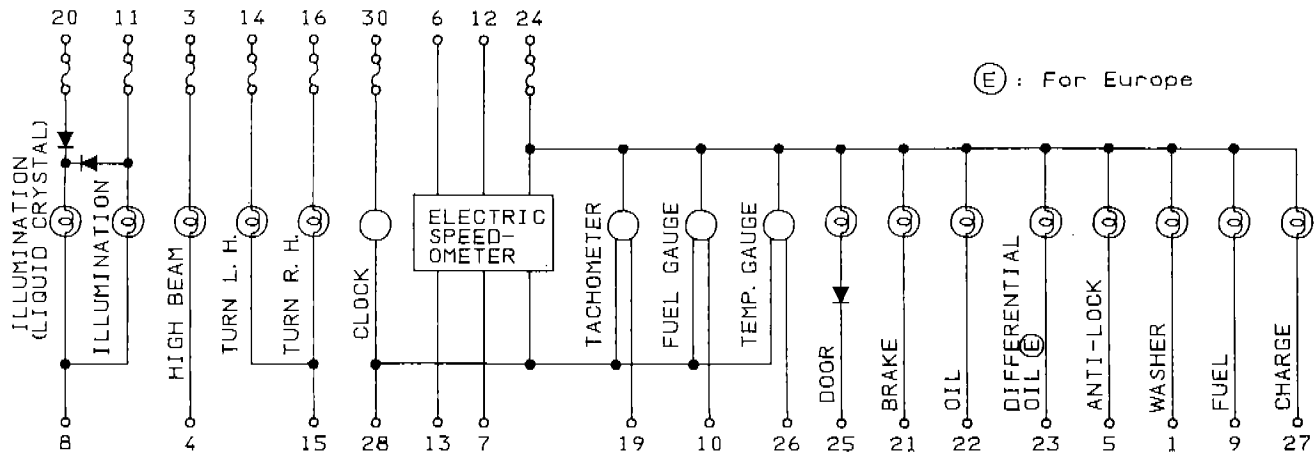 20 11 3 14 16 30 6 12 24
E : For Europe
ILLUMINATION
(LIQUID CRYSTAL)
ILLUMINATION
HIGH BEAM
TURN L. H.
TURN R. H.
CLOCK
ELECTRIC
SPEED-
OMETER
TACHOMETER
FUEL GAUGE
TEMP. GAUGE
DOOR
BRAKE
OIL
DIFFERENTIAL
OIL E
ANTI-LOCK
WASHER
FUEL
CHARGE
8 4 15 28 13 7 19 10 26 25 21 22 23 5 1 9 27